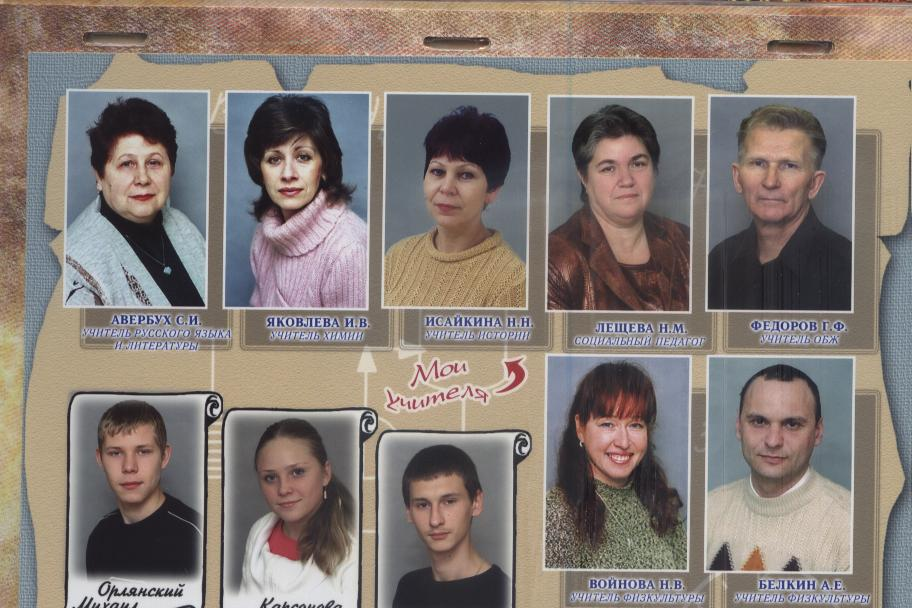 АВЕРБУХ С.И.
УЧИТЕЛЬ РУССКОГО ЯЗЫКА
И ЛИТЕРАТУРЫ
ЯКОВЛЕВА И.В.
УЧИТЕЛЬ ХИМИИ
ИСАЙКИНА Н.Н.
УЧИТЕЛЬ ИСТОРИИ
ЛЕЩЕВА Н.М.
СОЦИАЛЬНЫЙ ПЕДАГОГ
ФЕДОРОВ Г.Ф.
УЧИТЕЛЬ ОБЖ
Мои
Учителя
ВОЙНОВА Н.В.
УЧИТЕЛЬ ФИЗКУЛЬТУРЫ
БЕЛКИН А.Е.
УЧИТЕЛЬ ФИЗКУЛЬТУРЫ
Орлянский
Михаил